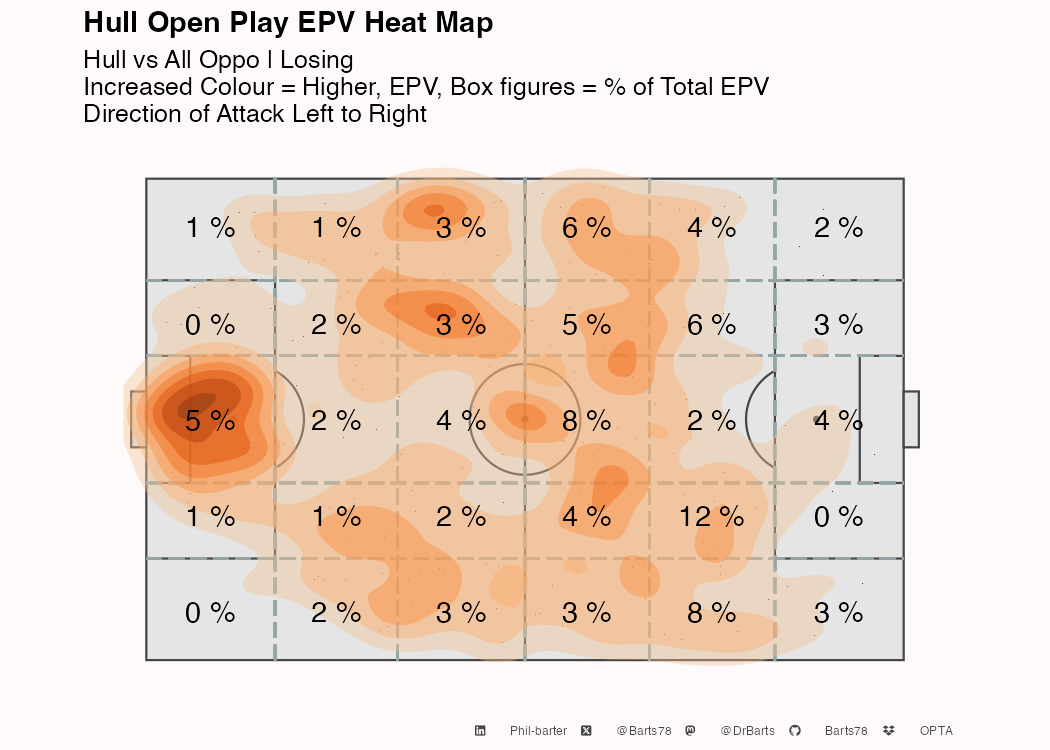 Hull Open Play EPV Heat Map
Hull vs All Oppo | Losing
Increased Colour = Higher, EPV, Box figures = % of Total EPV
Direction of Attack Left to Right
1 % 1 % 3 % 6 % 4 % 2 %
0 % 2 % 3 % 5 % 6 % 3 %
5 % 2 % 4 % 8 % 2 % 4 %
1 % 1 % 2 % 4 % 12 % 0 %
0 % 2 % 3 % 3 % 8 % 3 %
Phil-barter @Barts78 @DrBarts Barts78 OPTA